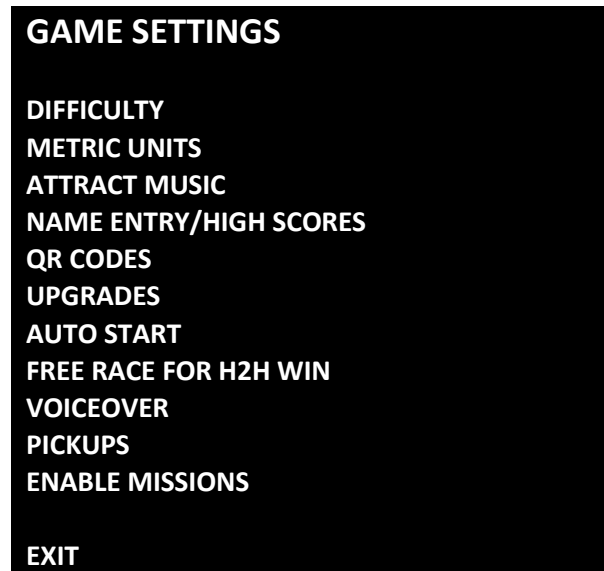 GAME SETTINGS
DIFFICULTY
METRIC UNITS
ATTRACT MUSIC
NAME ENTRY/HIGH SCORES
QR CODES
UPGRADES
AUTO START
FREE RACE FOR H2H WIN
VOICEOVER
PICKUPS
ENABLE MISSIONS
EXIT